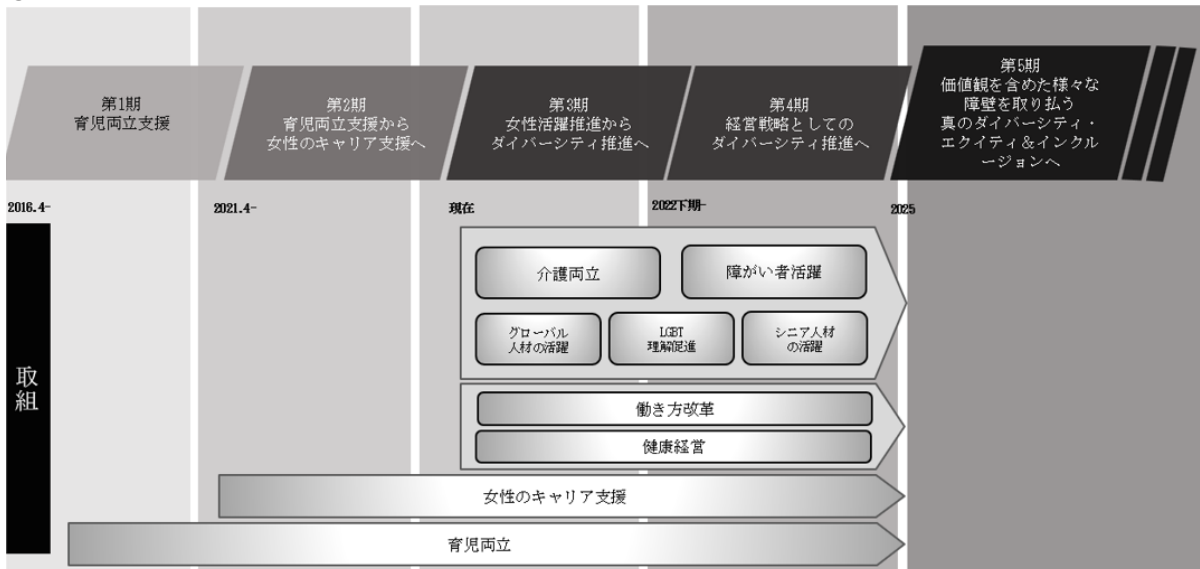 第1期
育児両立支援
第2期
育児両立支援から
女性のキャリア支援へ
第3期
女性活躍推進から
ダイバーシティ推進へ
第4期
経営戦略としての
ダイバーシティ推進へ
第5期
価値観を含めた様々な
障壁を取り払う
真のダイバーシティ・
エクイティ&インクル
ージョンへ
2016.4-
2021.4-
現在
2022下期-
2025
取
組
介護両立
障がい者活躍
グローバル
人材の活躍
LGBT
理解促進
シニア人材
の活躍
働き方改革
健康経営
女性のキャリア支援
育児両立